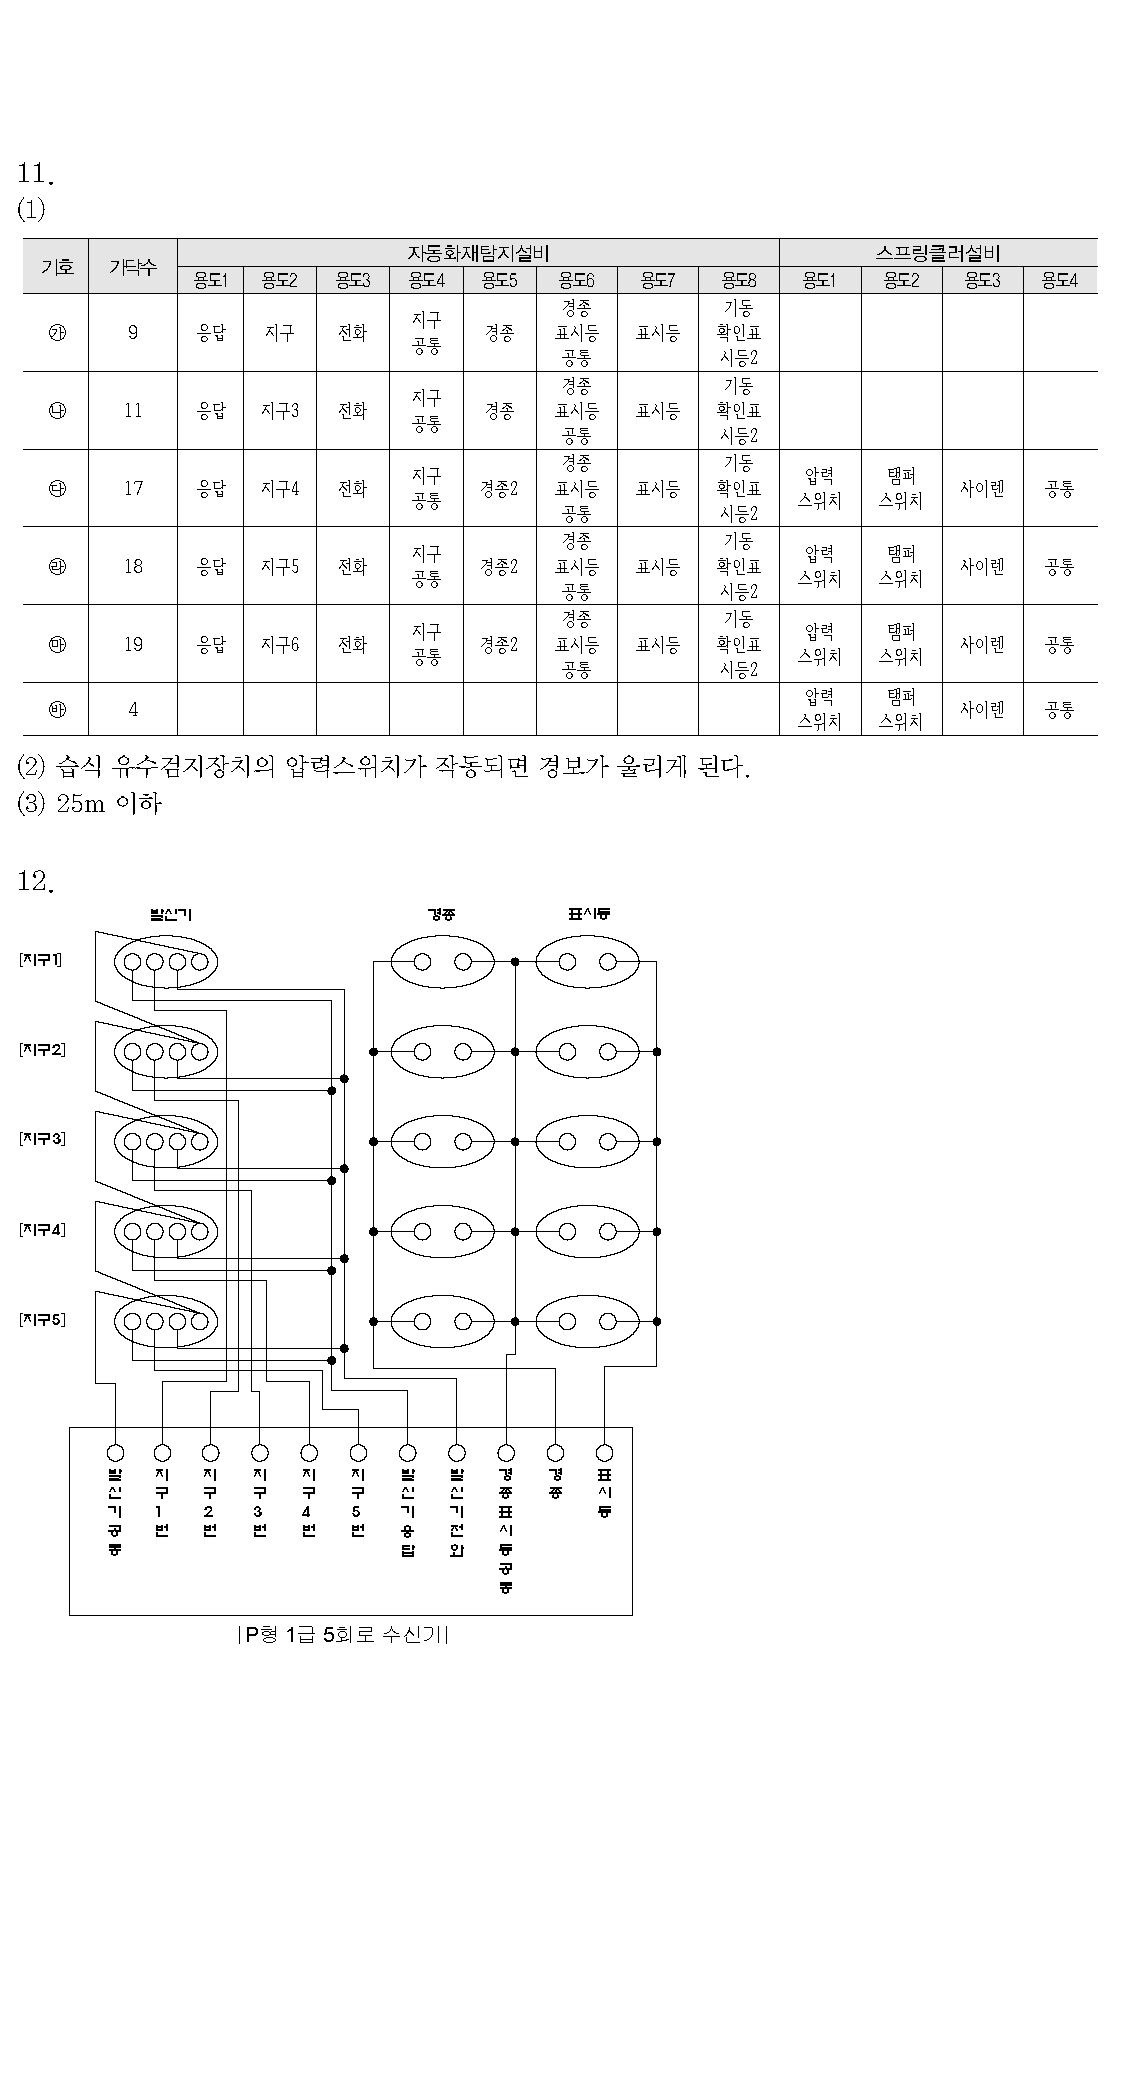 11.
(1)
기호 가닥수 자동화재탐지설비 스프링클러설비
용도1 용도2 용도3 용도4 용도5 용도6 용도7 용도8 용도1 용도2 용도3 용도4
㉮ 9 응답 지구 전화 지구 공통 경종 경종 표시등 공통 표시등 기동 확인표 시등2
㉯ 11 응답 지구3 전화 지구 공통 경종 경종 표시등 공통 표시등 기동 확인표 시등2
㉰ 17 응답 지구4 전화 지구 공통 경종2 경종 표시등 공통 표시등 기동 확인표 시등2 압력 스위치 탬퍼 스위치 사이렌 공통
㉱ 18 응답 지구5 전화 지구 공통 경종2 경종 표시등 공통 표시등 기동 확인표 시등2 압력 스위치 탬퍼 스위치 사이렌 공통
㉲ 19 응답 지구6 전화 지구 공통 경종2 경종 표시등 공통 표시등 기동 확인표 시등2 압력 스위치 탬퍼 스위치 사이렌 공통
㉳ 4 압력 스위치 탬퍼 스위치 사이렌 공통
(2) 습식 유수검지장치의 압력스위치가 작동되면 경보가 울리게 된다.
(3) 25m 이하
12.
발신기 경종 표시등
[지구1]
[지구2]
[지구3]
[지구4]
[지구5]
발신기공통
지구1번
지구2번
지구3번
지구4번
지구5번
발신기응답
발신기전화
경종표시등공통
경종
표시등
|P형 1급 5회로 수신기|